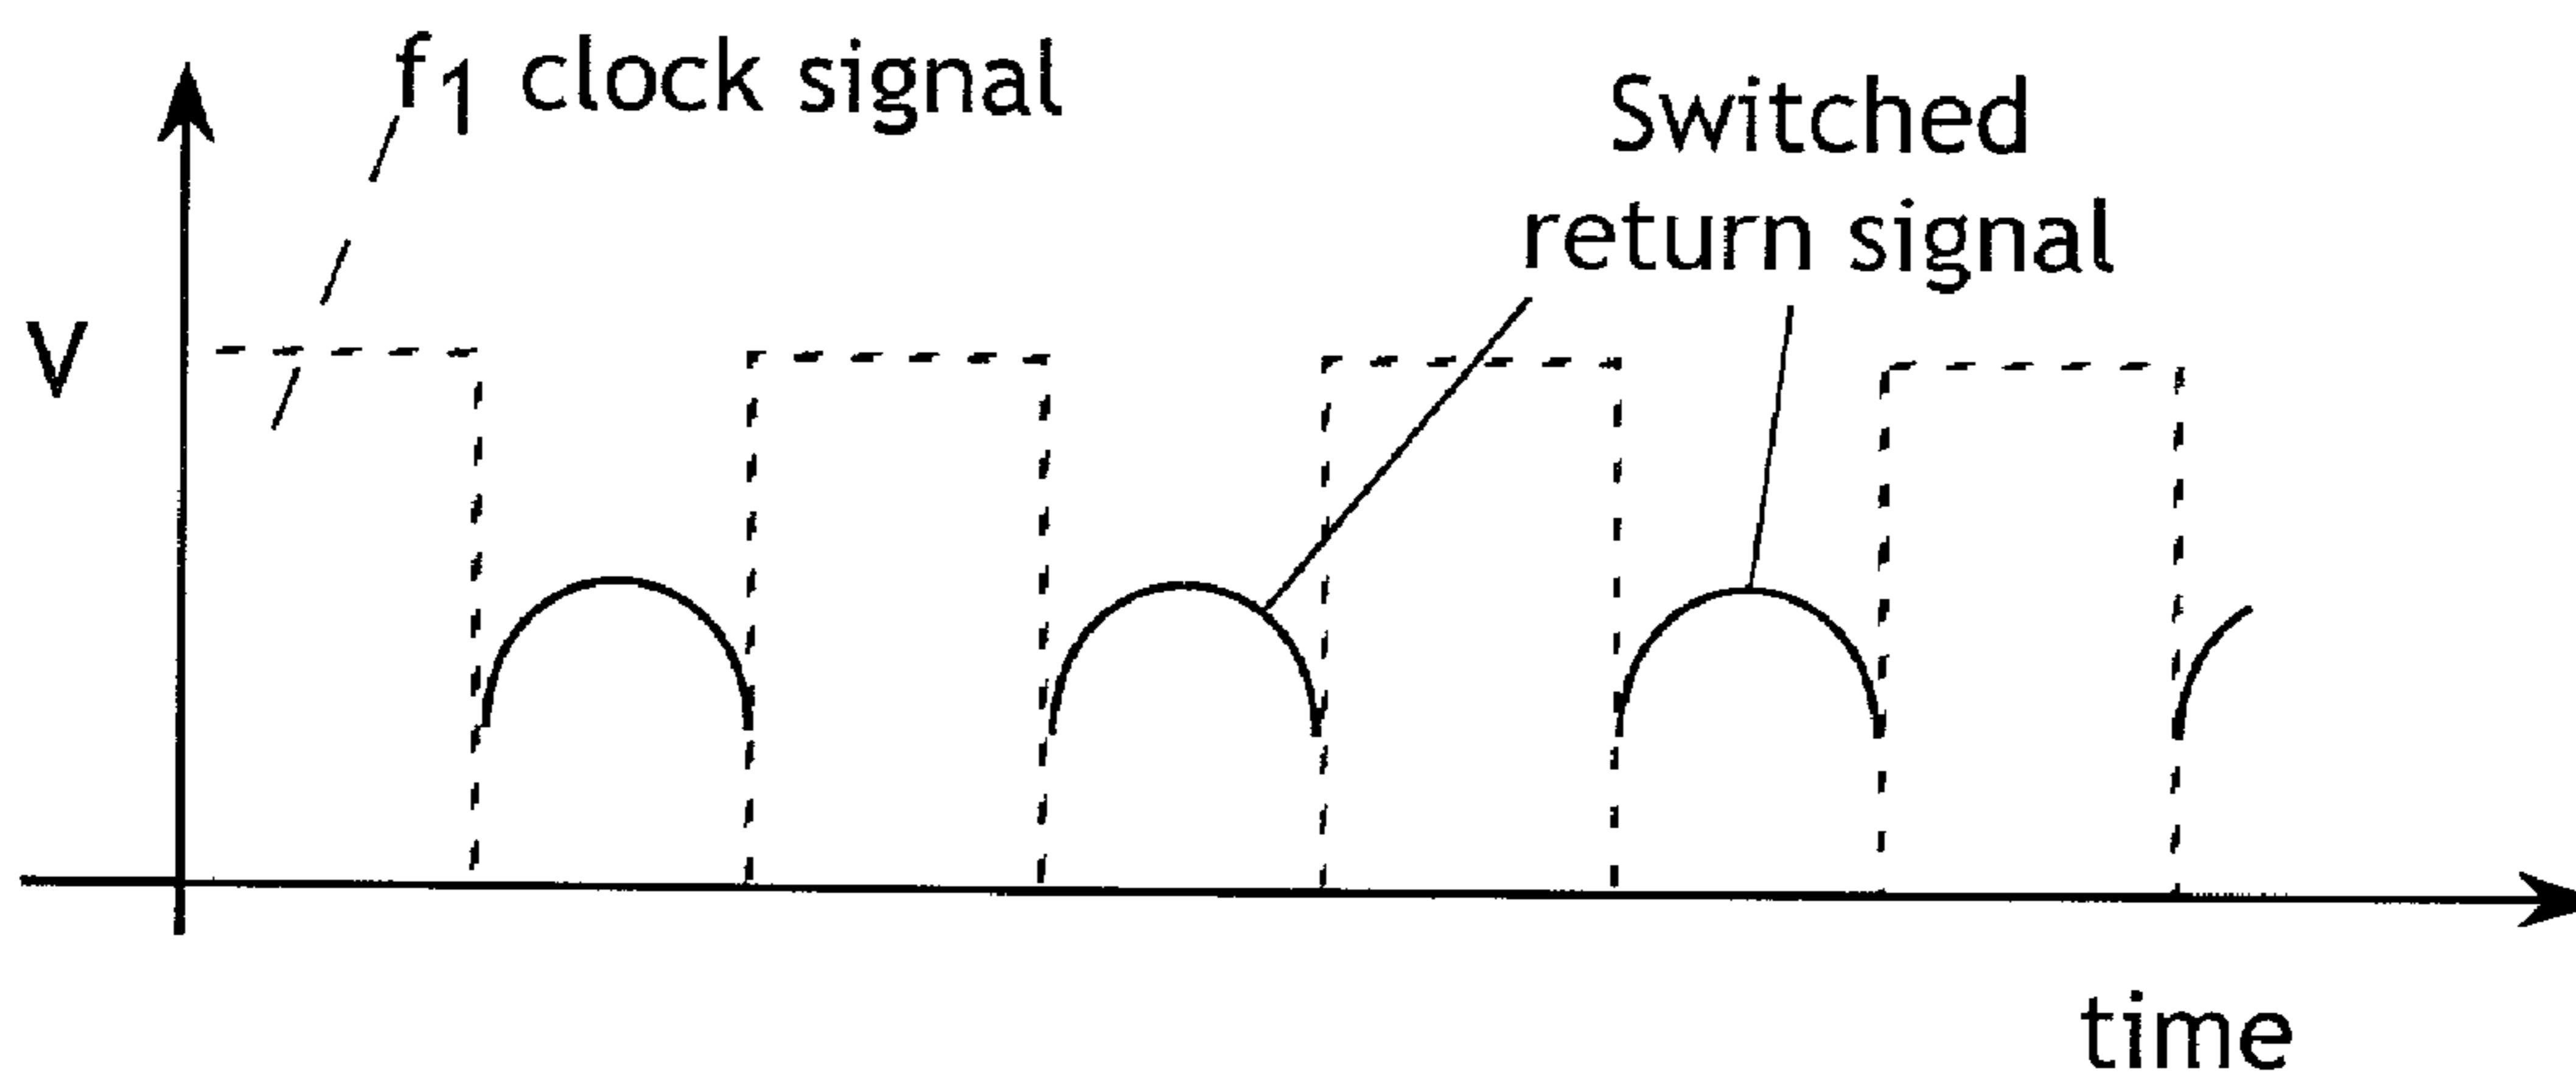 f1 clock signal
Switched
return signal
V
time